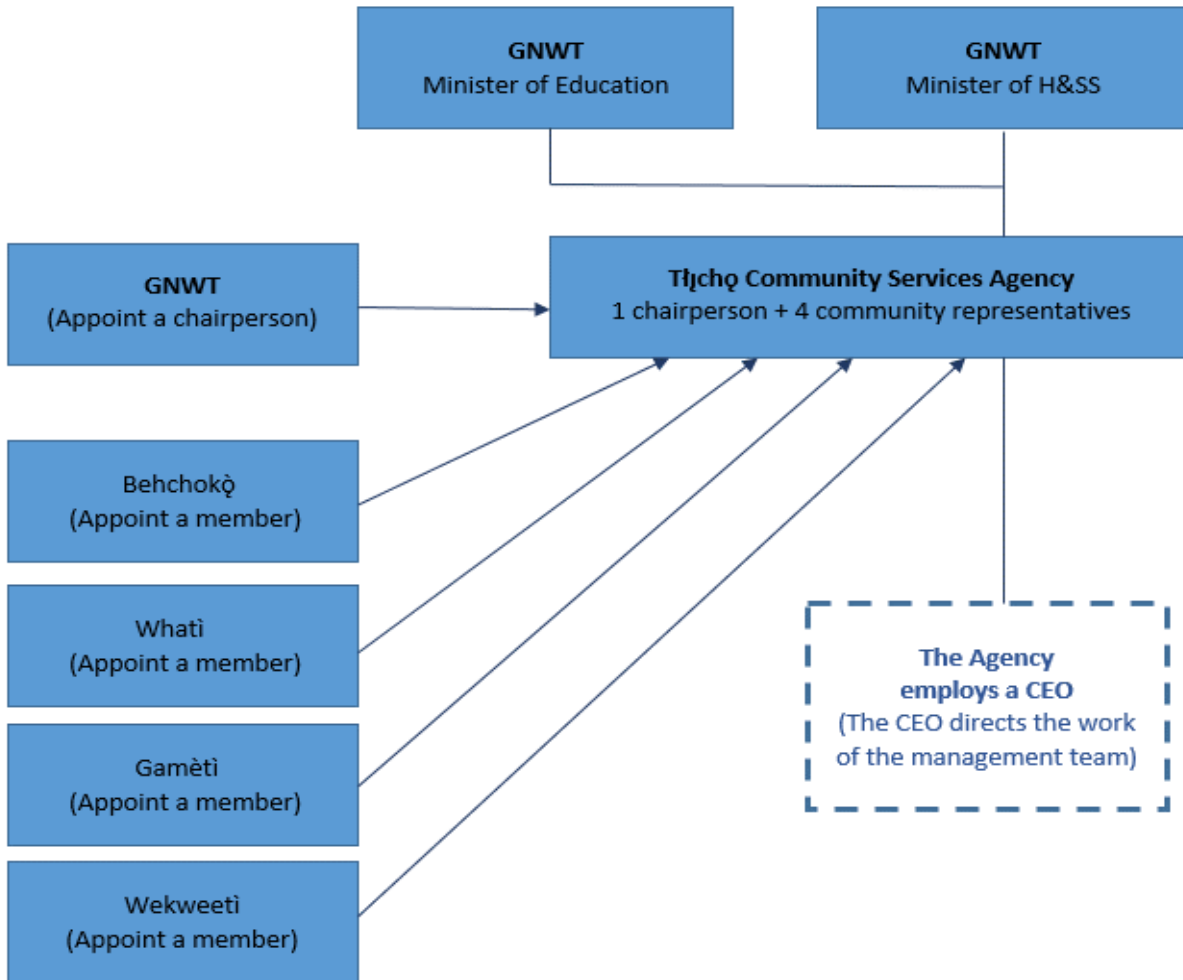 GNWT
Minister of Education
GNWT
Minister of H&SS
GNWT
(Appoint a chairperson)
Tłı̨chǫ Community Services Agency
1 chairperson + 4 community representatives
Behchokǫ̀
(Appoint a member)
Whatì
(Appoint a member)
Gamètì
(Appoint a member)
Wekweetì
(Appoint a member)
The Agency
employs a CEO
(The CEO directs the work
of the management team)